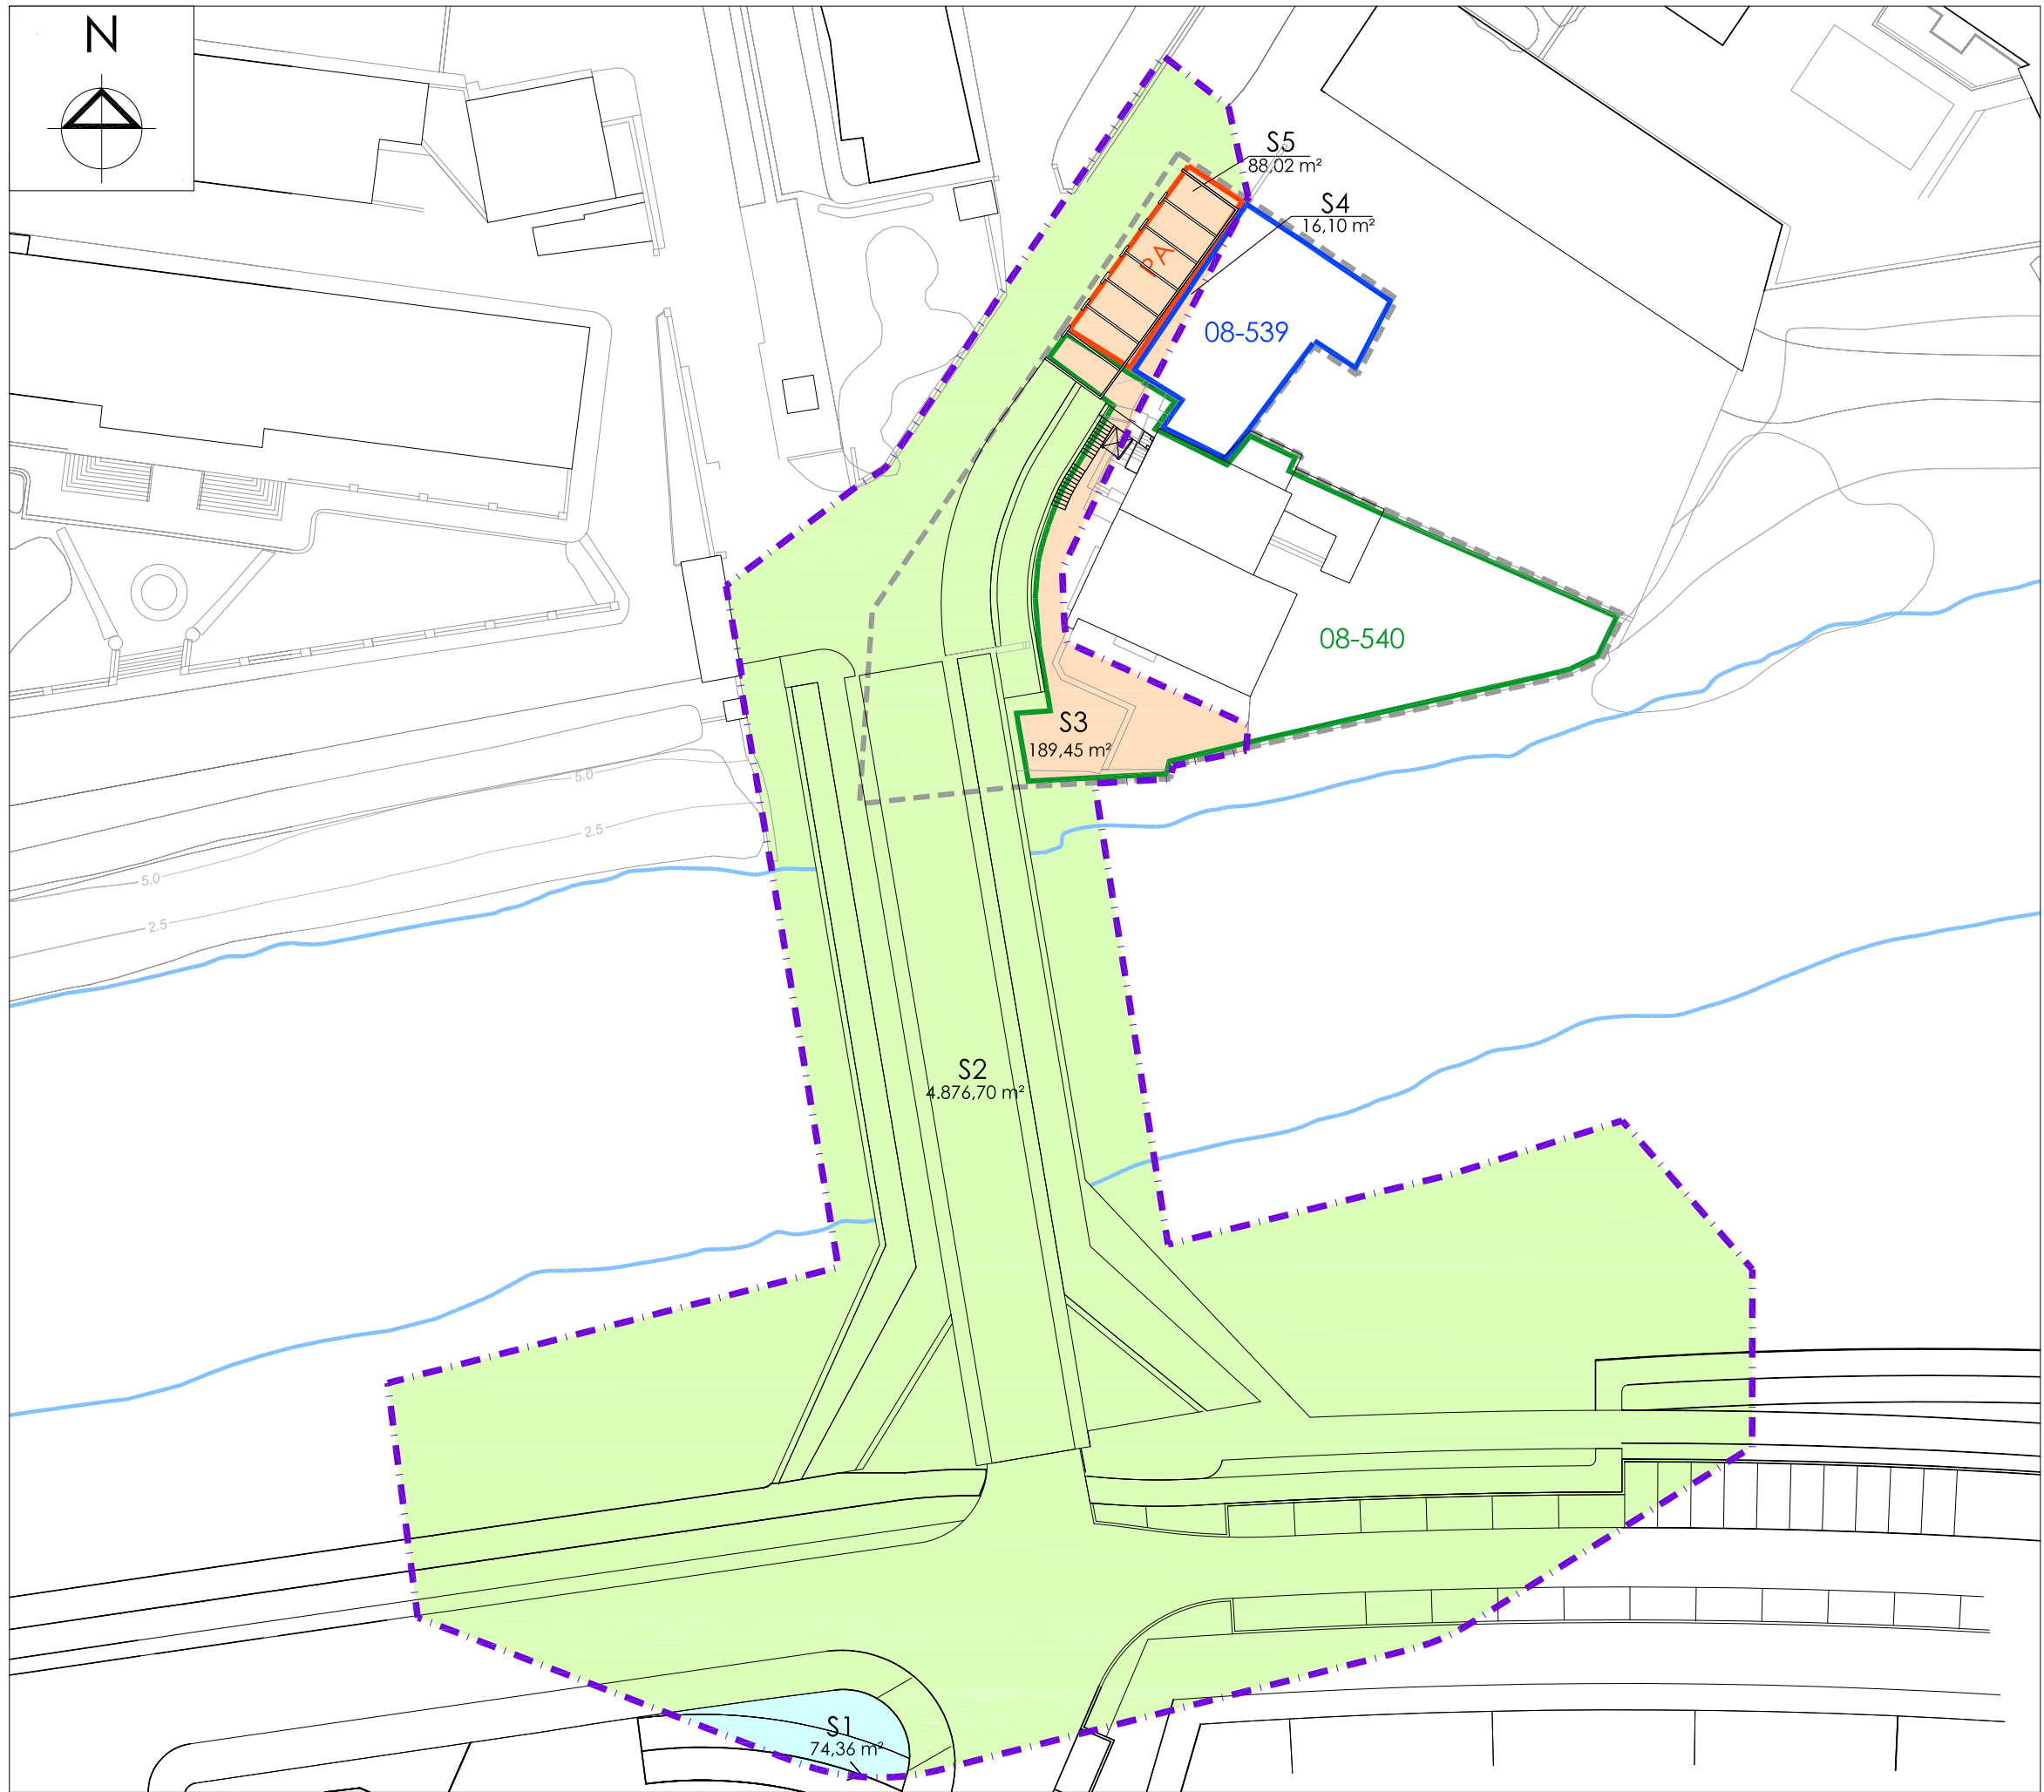 N
S5
88,02 m²
S4
16,10 m²
PA
08-539
08-540
S3
189,45 m²
5.0
2.5
5.0
2.5
S2
4.876,70 m²
S1
74,36 m²